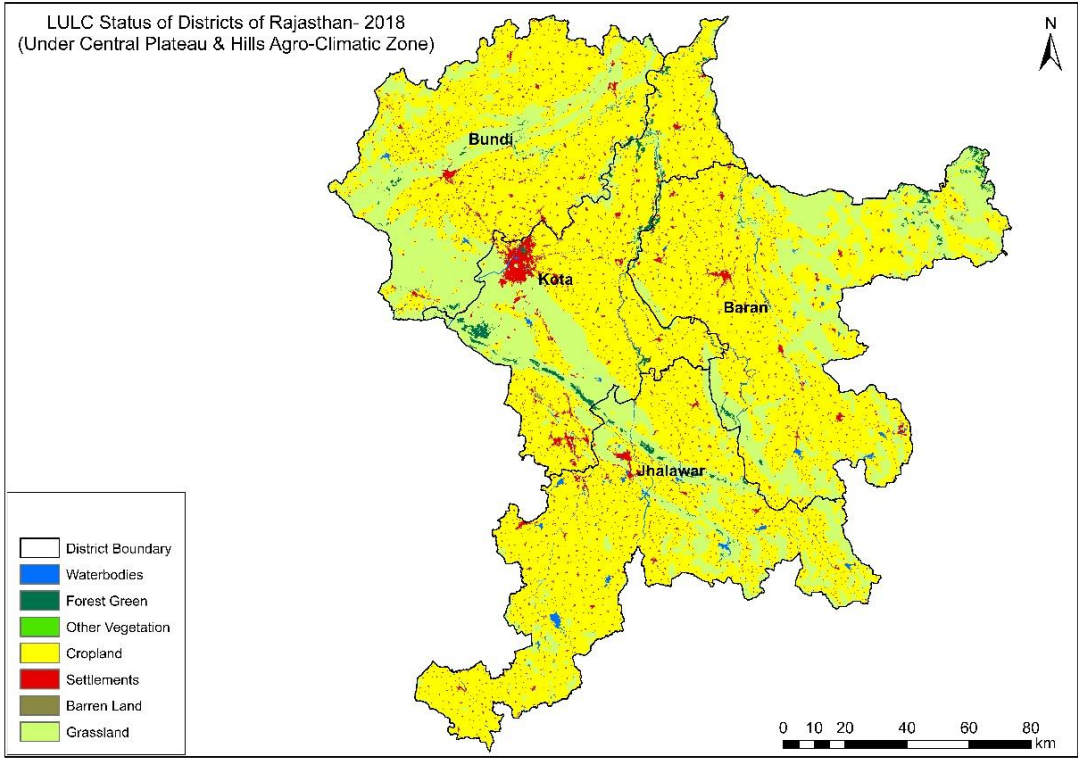 LULC Status of Districts of Rajasthan- 2018
(Under Central Plateau & Hills Agro-Climatic Zone)
N
Bundi
Kota
Baran
Jhalawar
District Boundary
Waterbodies
Forest Green
Other Vegetation
Cropland
Settlements
Barren Land
Grassland
0 10 20 40 60 80
km